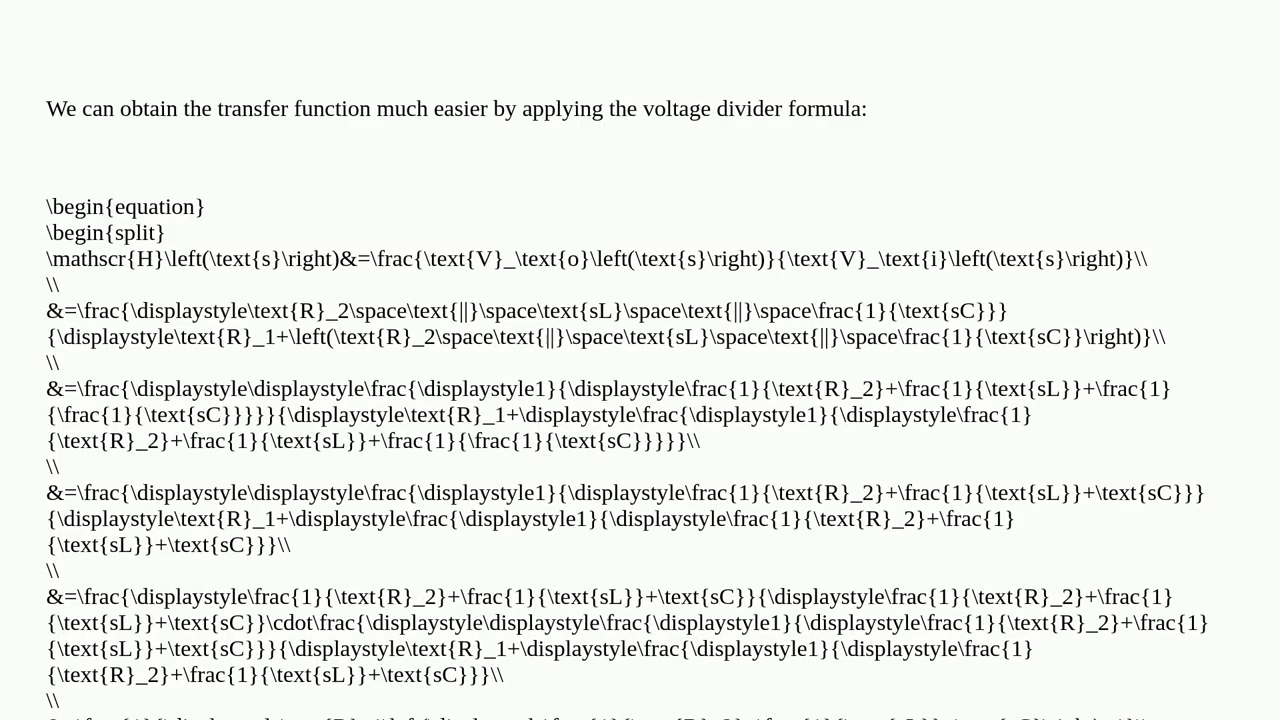 We can obtain the transfer function much easier by applying the voltage divider formula:
\begin{equation}
\begin{split}
\mathscr{H}\left(\text{s}\right)&=\frac{\text{V}_\text{o}\left(\text{s}\right)}{\text{V}_\text{i}\left(\text{s}\right)}\\
\\
&=\frac{\displaystyle\text{R}_2\space\text{||}\space\text{sL}\space\text{||}\space\frac{1}{\text{sC}}}
{\displaystyle\text{R}_1+\left(\text{R}_2\space\text{||}\space\text{sL}\space\text{||}\space\frac{1}{\text{sC}}\right)}\\
\\
&=\frac{\displaystyle\displaystyle\frac{\displaystyle1}{\displaystyle\frac{1}{\text{R}_2}+\frac{1}{\text{sL}}+\frac{1}
{\frac{1}{\text{sC}}}}}{\displaystyle\text{R}_1+\displaystyle\frac{\displaystyle1}{\displaystyle\frac{1}
{\text{R}_2}+\frac{1}{\text{sL}}+\frac{1}{\frac{1}{\text{sC}}}}}\\
\\
&=\frac{\displaystyle\displaystyle\frac{\displaystyle1}{\displaystyle\frac{1}{\text{R}_2}+\frac{1}{\text{sL}}+\text{sC}}}
{\displaystyle\text{R}_1+\displaystyle\frac{\displaystyle1}{\displaystyle\frac{1}{\text{R}_2}+\frac{1}
{\text{sL}}+\text{sC}}}\\
\\
&=\frac{\displaystyle\frac{1}{\text{R}_2}+\frac{1}{\text{sL}}+\text{sC}}{\displaystyle\frac{1}{\text{R}_2}+\frac{1}
{\text{sL}}+\text{sC}}\cdot\frac{\displaystyle\displaystyle\frac{\displaystyle1}{\displaystyle\frac{1}{\text{R}_2}+\frac{1}
{\text{sL}}+\text{sC}}}{\displaystyle\text{R}_1+\displaystyle\frac{\displaystyle1}{\displaystyle\frac{1}
{\text{R}_2}+\frac{1}{\text{sL}}+\text{sC}}}\\
\\